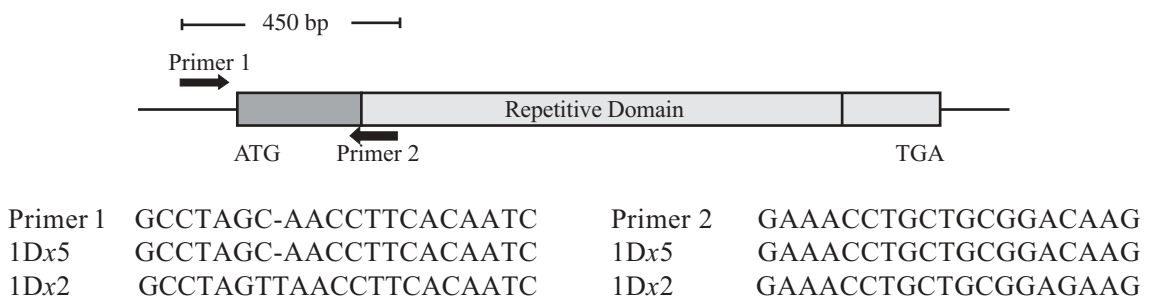 450 bp
Primer 1
Repetitive Domain
ATG
Primer 2
TGA
Primer 1 GCCTAGC-AACCTTCACAATC Primer 2 GAAACCTGCTGCGGACAAG
1Dx5 GCCTAGC-AACCTTCACAATC 1Dx5 GAAACCTGCTGCGGACAAG
1Dx2 GCCTAGTTAACCTTCACAATC 1Dx2 GAAACCTGCTGCGGAGAAG